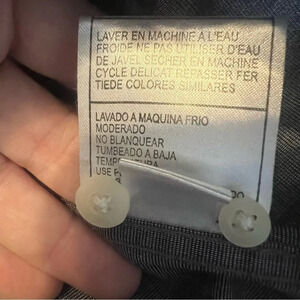 LAVER EN MACHINE À L'EAU
FROIDE NE PAS UTILISER D'EAU
DE JAVEL SECHER EN MACHINE
CYCLE DELICAT REPASSER FER
TIEDE COLORES SIMILARES
LAVADO A MAQUINA FRIO
MODERADO
NO BLANQUEAR
TUMBEADO A BAJA
USE